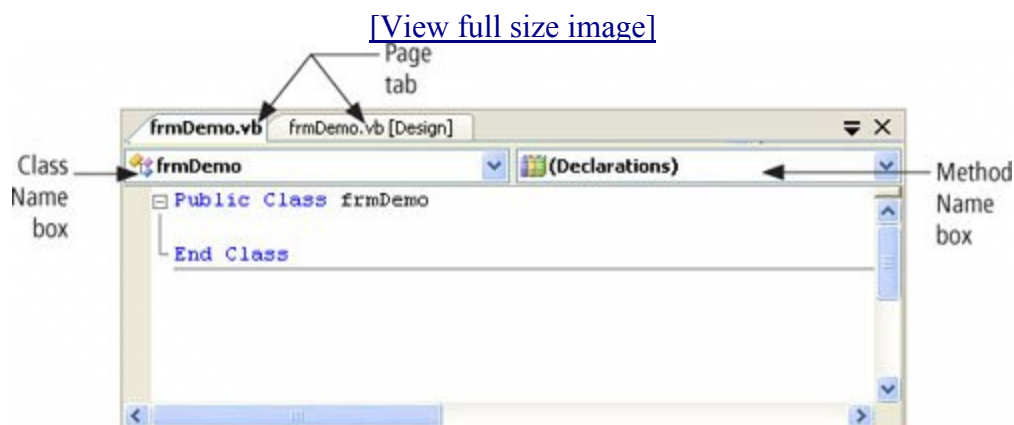 [View full size image]
Page
tab
frmDemo.vb
frmDemo.vb [Design]
Class
Name
box
frmDemo
(Declarations)
Method
Name
box
Public Class frmDemo
End Class